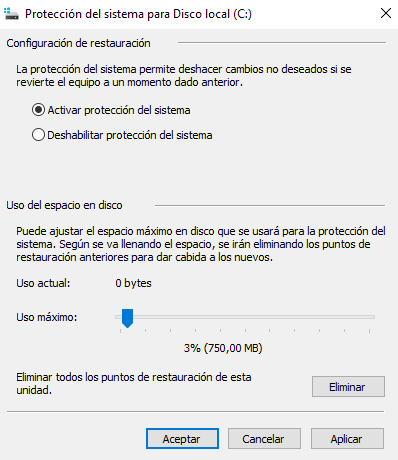 Protección del sistema para Disco local (C:)
Configuración de restauración
La protección del sistema permite deshacer cambios no deseados si se
revierte el equipo a un momento dado anterior.
Activar protección del sistema
Deshabilitar protección del sistema
Uso del espacio en disco
Puede ajustar el espacio máximo en disco que se usará para la protección del
sistema. Según se va llenando el espacio, se irán eliminando los puntos de
restauración anteriores para dar cabida a los nuevos.
Uso actual: 0 bytes
Uso máximo:
3% (750,00 MB)
Eliminar todos los puntos de restauración de esta
unidad.
Eliminar
Aceptar Cancelar Aplicar